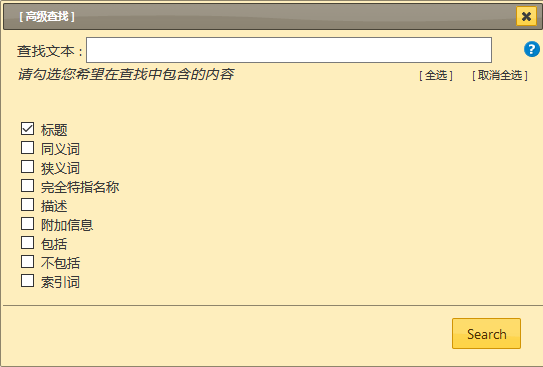 [ 高级查找 ]
查找文本 :
请勾选您希望在查找中包含的内容 [ 全选 ] [ 取消全选 ]
标题
同义词
狭义词
完全特指名称
描述
附加信息
包括
不包括
索引词
Search